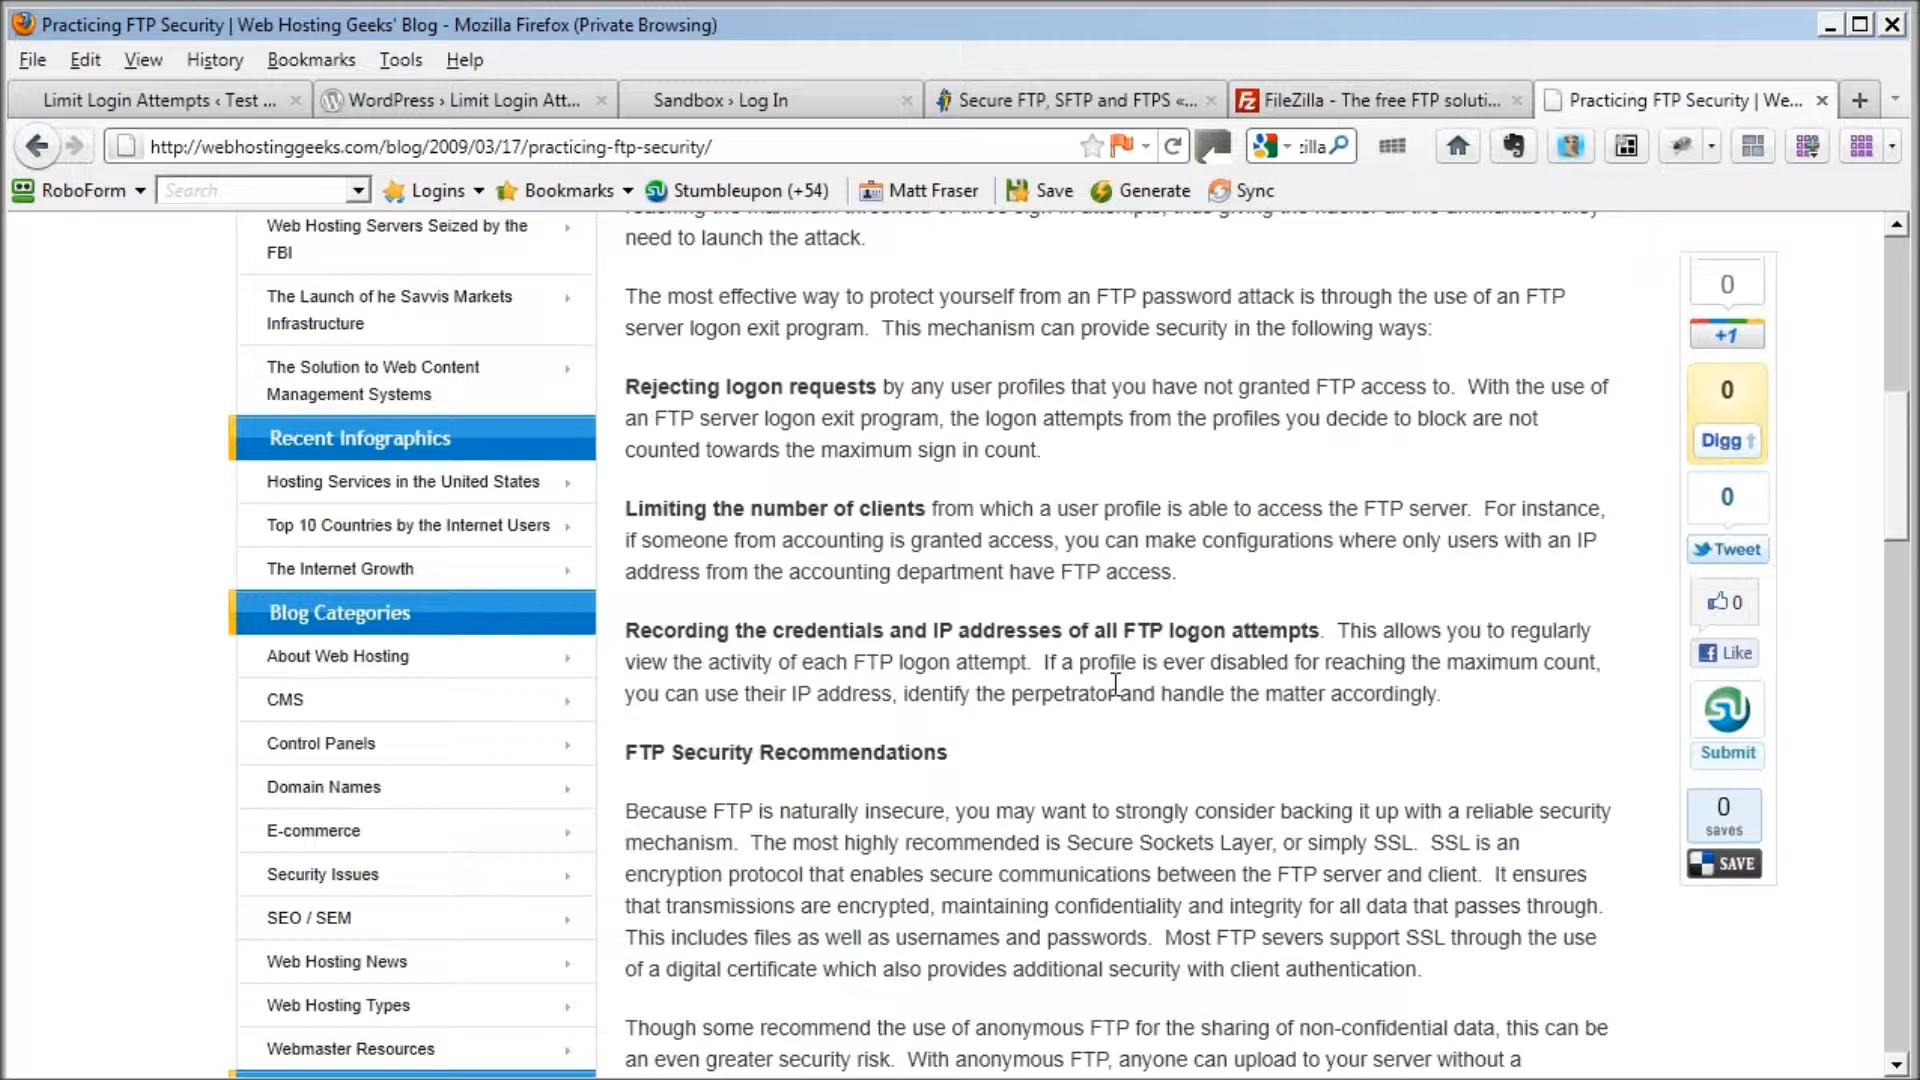 Practicing FTP Security | Web Hosting Geeks' Blog - Mozilla Firefox (Private Browsing)
File Edit View History Bookmarks Tools Help
Limit Login Attempts ‹ Test ... WordPress › Limit Login Att... Sandbox › Log In Secure FTP, SFTP and FTPS «... FileZilla - The free FTP soluti... Practicing FTP Security | We...
http://webhostinggeeks.com/blog/2009/03/17/practicing-ftp-security/ :illa
RoboForm Search Logins Bookmarks Stumbleupon (+54) Matt Fraser Save Generate Sync
Web Hosting Servers Seized by the
FBI
The Launch of he Savvis Markets
Infrastructure
The Solution to Web Content
Management Systems
Recent Infographics
Hosting Services in the United States
Top 10 Countries by the Internet Users
The Internet Growth
Blog Categories
About Web Hosting
CMS
Control Panels
Domain Names
E-commerce
Security Issues
SEO / SEM
Web Hosting News
Web Hosting Types
Webmaster Resources
reaching the maximum threshold of three sign in attempts, thus giving the hacker all the ammunition they
need to launch the attack.
The most effective way to protect yourself from an FTP password attack is through the use of an FTP
server logon exit program. This mechanism can provide security in the following ways:
Rejecting logon requests by any user profiles that you have not granted FTP access to. With the use of
an FTP server logon exit program, the logon attempts from the profiles you decide to block are not
counted towards the maximum sign in count.
Limiting the number of clients from which a user profile is able to access the FTP server. For instance,
if someone from accounting is granted access, you can make configurations where only users with an IP
address from the accounting department have FTP access.
Recording the credentials and IP addresses of all FTP logon attempts. This allows you to regularly
view the activity of each FTP logon attempt. If a profile is ever disabled for reaching the maximum count,
you can use their IP address, identify the perpetrator and handle the matter accordingly.
FTP Security Recommendations
Because FTP is naturally insecure, you may want to strongly consider backing it up with a reliable security
mechanism. The most highly recommended is Secure Sockets Layer, or simply SSL. SSL is an
encryption protocol that enables secure communications between the FTP server and client. It ensures
that transmissions are encrypted, maintaining confidentiality and integrity for all data that passes through.
This includes files as well as usernames and passwords. Most FTP severs support SSL through the use
of a digital certificate which also provides additional security with client authentication.
Though some recommend the use of anonymous FTP for the sharing of non-confidential data, this can be
an even greater security risk. With anonymous FTP, anyone can upload to your server without a
0
+1
0
Digg
0
Tweet
0
Like
Submit
0
saves
SAVE